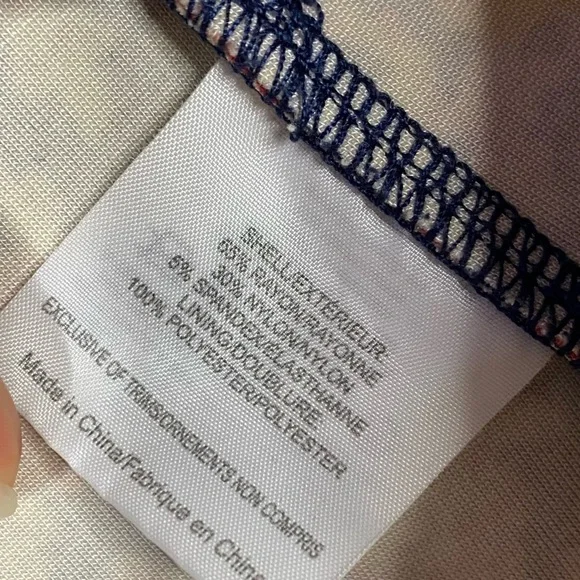 SHELL/EXTERIEUR
65% RAYON/RAYONNE
30% NYLON/NYLON
5% SPANDEX/ELASTHANNE
LINING/DOUBLURE
100% POLYESTER/POLYESTER
EXCLUSIVE OF TRIMS/ORNEMENTS NON COMPRIS
Made in China/Fabrique en Chine